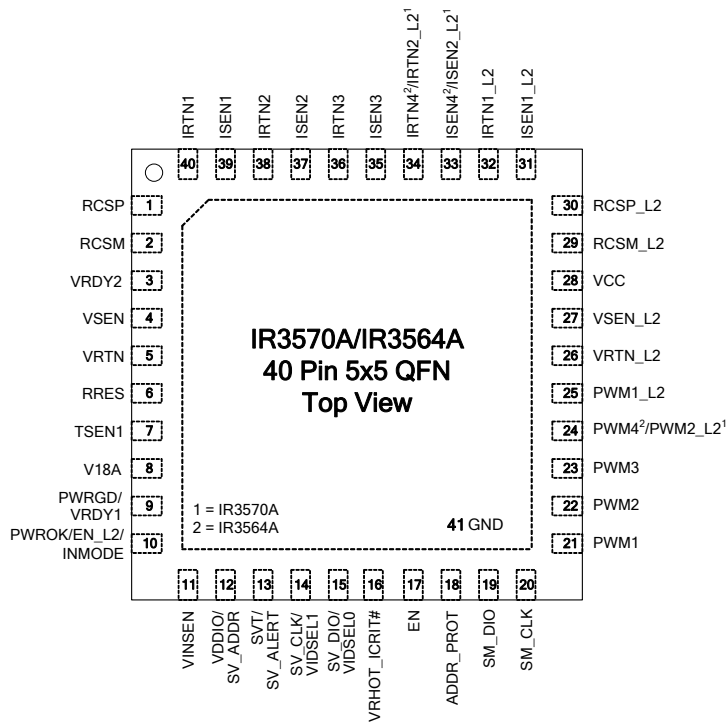 IRTN1
ISEN1
IRTN2
ISEN2
IRTN3
ISEN3
IRTN4²/IRTN2_L2¹
ISEN4²/ISEN2_L2¹
IRTN1_L2
ISEN1_L2
40 39 38 37 36 35 34 33 32 31
RCSP 1
RCSM 2
VRDY2 3
VSEN 4
VRTN 5
RRES 6
TSEN1 7
V18A 8
PWRGD/
VRDY1 9
PWROK/EN_L2/
INMODE 10
IR3570A/IR3564A
40 Pin 5x5 QFN
Top View
1 = IR3570A
2 = IR3564A
41 GND
30 RCSP_L2
29 RCSM_L2
28 VCC
27 VSEN_L2
26 VRTN_L2
25 PWM1_L2
24 PWM4²/PWM2_L2¹
23 PWM3
22 PWM2
21 PWM1
11 12 13 14 15 16 17 18 19 20
VINSEN
VDDIO/
SV_ADDR
SVT/
SV_ALERT
SV_CLK/
VIDSEL1
SV_DIO/
VIDSEL0
VRHOT_ICRIT#
EN
ADDR_PROT
SM_DIO
SM_CLK